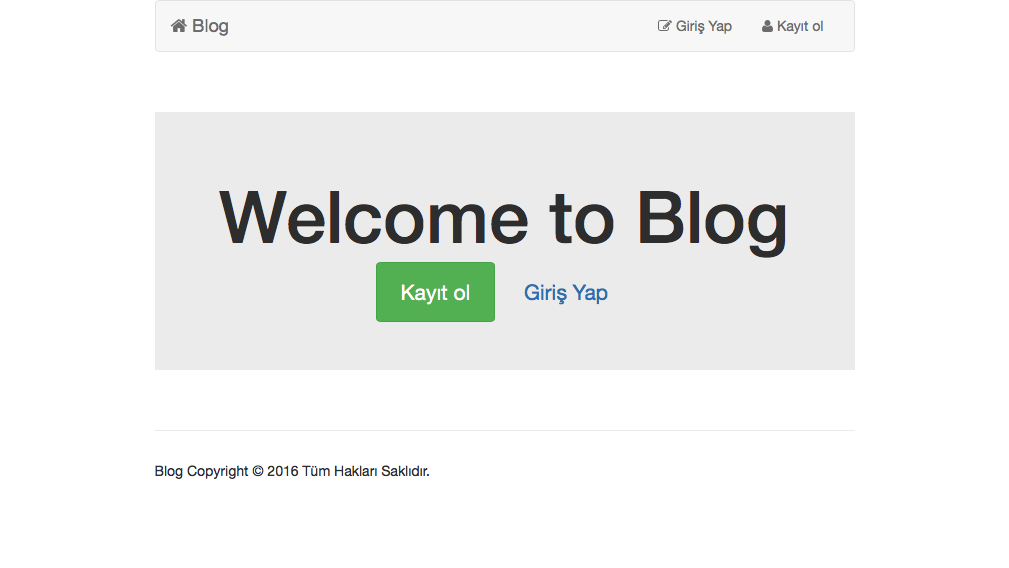 Blog Giriş Yap Kayıt ol
Welcome to Blog
Kayıt ol Giriş Yap
Blog Copyright © 2016 Tüm Hakları Saklıdır.